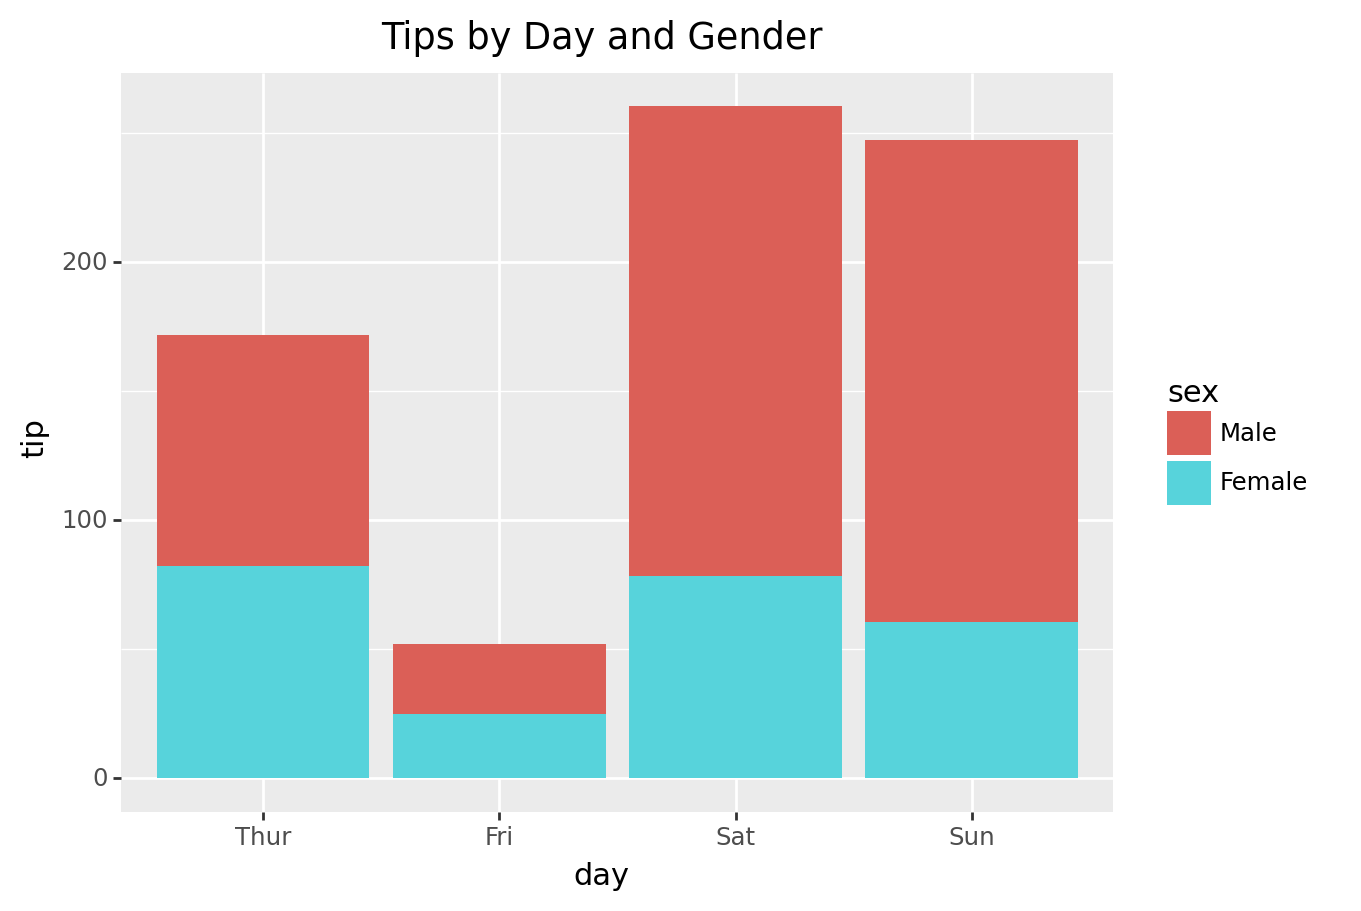 Tips by Day and Gender
tip
200
100
0
Thur Fri Sat Sun
day
sex
Male
Female